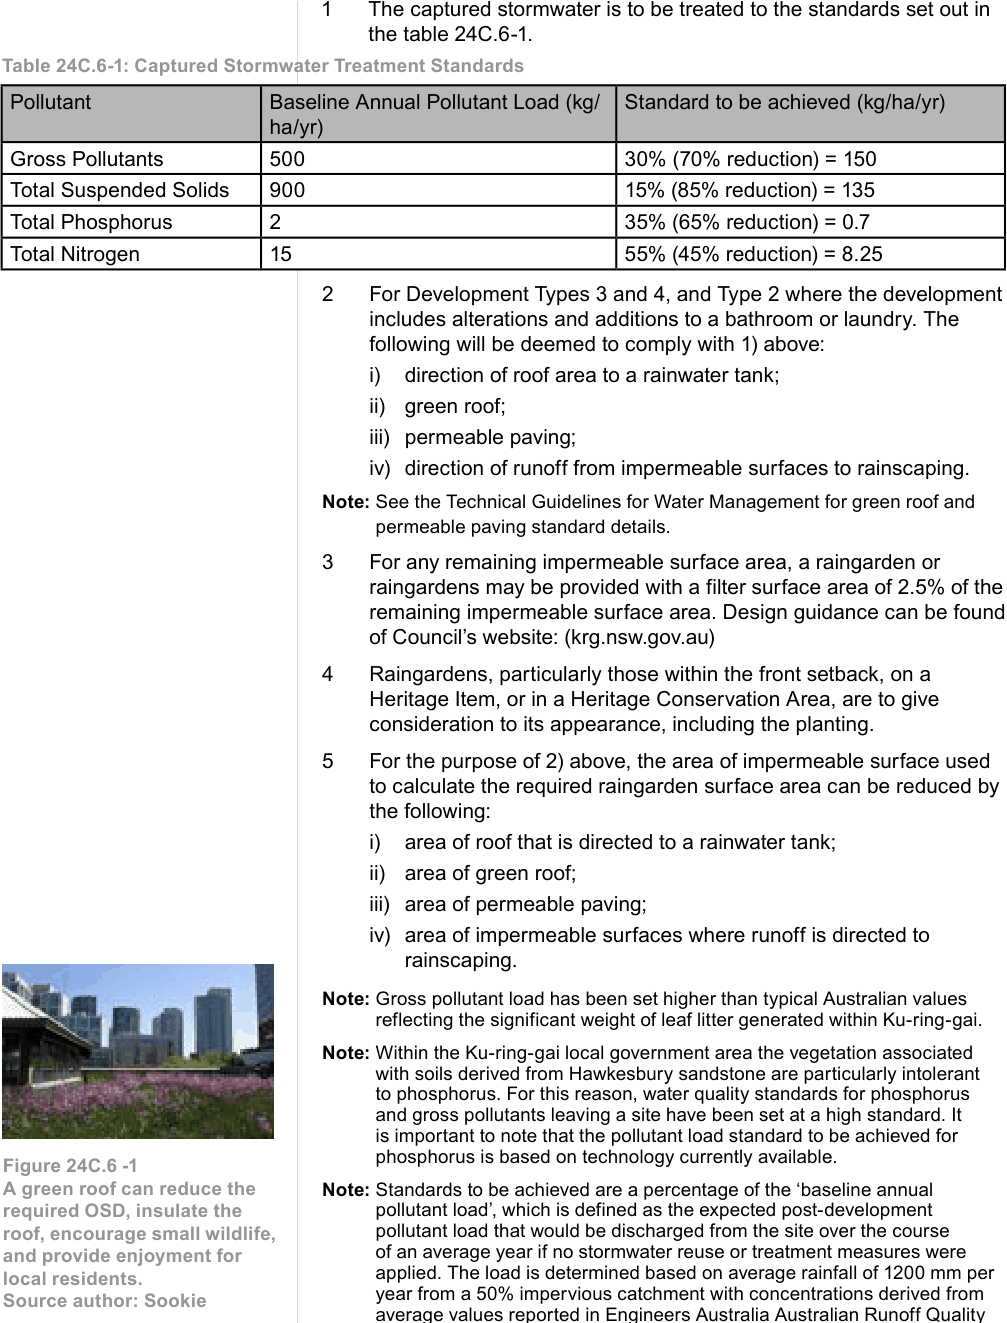 1 The captured stormwater is to be treated to the standards set out in
the table 24C.6-1.
Table 24C.6-1: Captured Stormwater Treatment Standards
Pollutant Baseline Annual Pollutant Load (kg/ Standard to be achieved (kg/ha/yr)
ha/yr)
Gross Pollutants 500 30% (70% reduction) = 150
Total Suspended Solids 900 15% (85% reduction) = 135
Total Phosphorus 2 35% (65% reduction) = 0.7
Total Nitrogen 15 55% (45% reduction) = 8.25
2 For Development Types 3 and 4, and Type 2 where the development
includes alterations and additions to a bathroom or laundry. The
following will be deemed to comply with 1) above:
i) direction of roof area to a rainwater tank;
ii) green roof;
iii) permeable paving;
iv) direction of runoff from impermeable surfaces to rainscaping.
Note: See the Technical Guidelines for Water Management for green roof and
permeable paving standard details.
3 For any remaining impermeable surface area, a raingarden or
raingardens may be provided with a filter surface area of 2.5% of the
remaining impermeable surface area. Design guidance can be found
of Council's website: (krg.nsw.gov.au)
4 Raingardens, particularly those within the front setback, on a
Heritage Item, or in a Heritage Conservation Area, are to give
consideration to its appearance, including the planting.
5 For the purpose of 2) above, the area of impermeable surface used
to calculate the required raingarden surface area can be reduced by
the following:
i) area of roof that is directed to a rainwater tank;
ii) area of green roof;
iii) area of permeable paving;
iv) area of impermeable surfaces where runoff is directed to
rainscaping.
Note: Gross pollutant load has been set higher than typical Australian values
reflecting the significant weight of leaf litter generated within Ku-ring-gai.
Note: Within the Ku-ring-gai local government area the vegetation associated
with soils derived from Hawkesbury sandstone are particularly intolerant
to phosphorus. For this reason, water quality standards for phosphorus
and gross pollutants leaving a site have been set at a high standard. It
is important to note that the pollutant load standard to be achieved for
phosphorus is based on technology currently available.
Note: Standards to be achieved are a percentage of the 'baseline annual
pollutant load', which is defined as the expected post-development
pollutant load that would be discharged from the site over the course
of an average year if no stormwater reuse or treatment measures were
applied. The load is determined based on average rainfall of 1200 mm per
year from a 50% impervious catchment with concentrations derived from
average values reported in Engineers Australia Australian Runoff Quality
Figure 24C.6 -1
A green roof can reduce the
required OSD, insulate the
roof, encourage small wildlife,
and provide enjoyment for
local residents.
Source author: Sookie